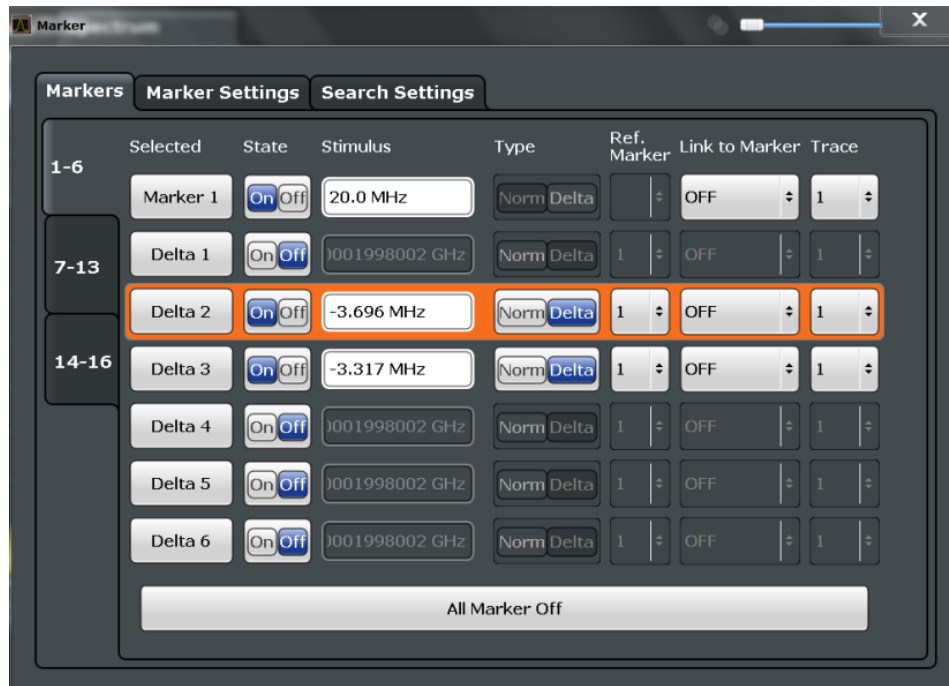 Marker
X
Markers Marker Settings Search Settings
1-6
7-13
14-16
Selected State Stimulus Type Ref. Marker Link to Marker Trace
Marker 1 On Off 20.0 MHz Norm Delta OFF 1
Delta 1 On Off 0001998002 GHz Norm Delta 1 OFF 1
Delta 2 On Off -3.696 MHz Norm Delta 1 OFF 1
Delta 3 On Off -3.317 MHz Norm Delta 1 OFF 1
Delta 4 On Off 0001998002 GHz Norm Delta 1 OFF 1
Delta 5 On Off 0001998002 GHz Norm Delta 1 OFF 1
Delta 6 On Off 0001998002 GHz Norm Delta 1 OFF 1
All Marker Off